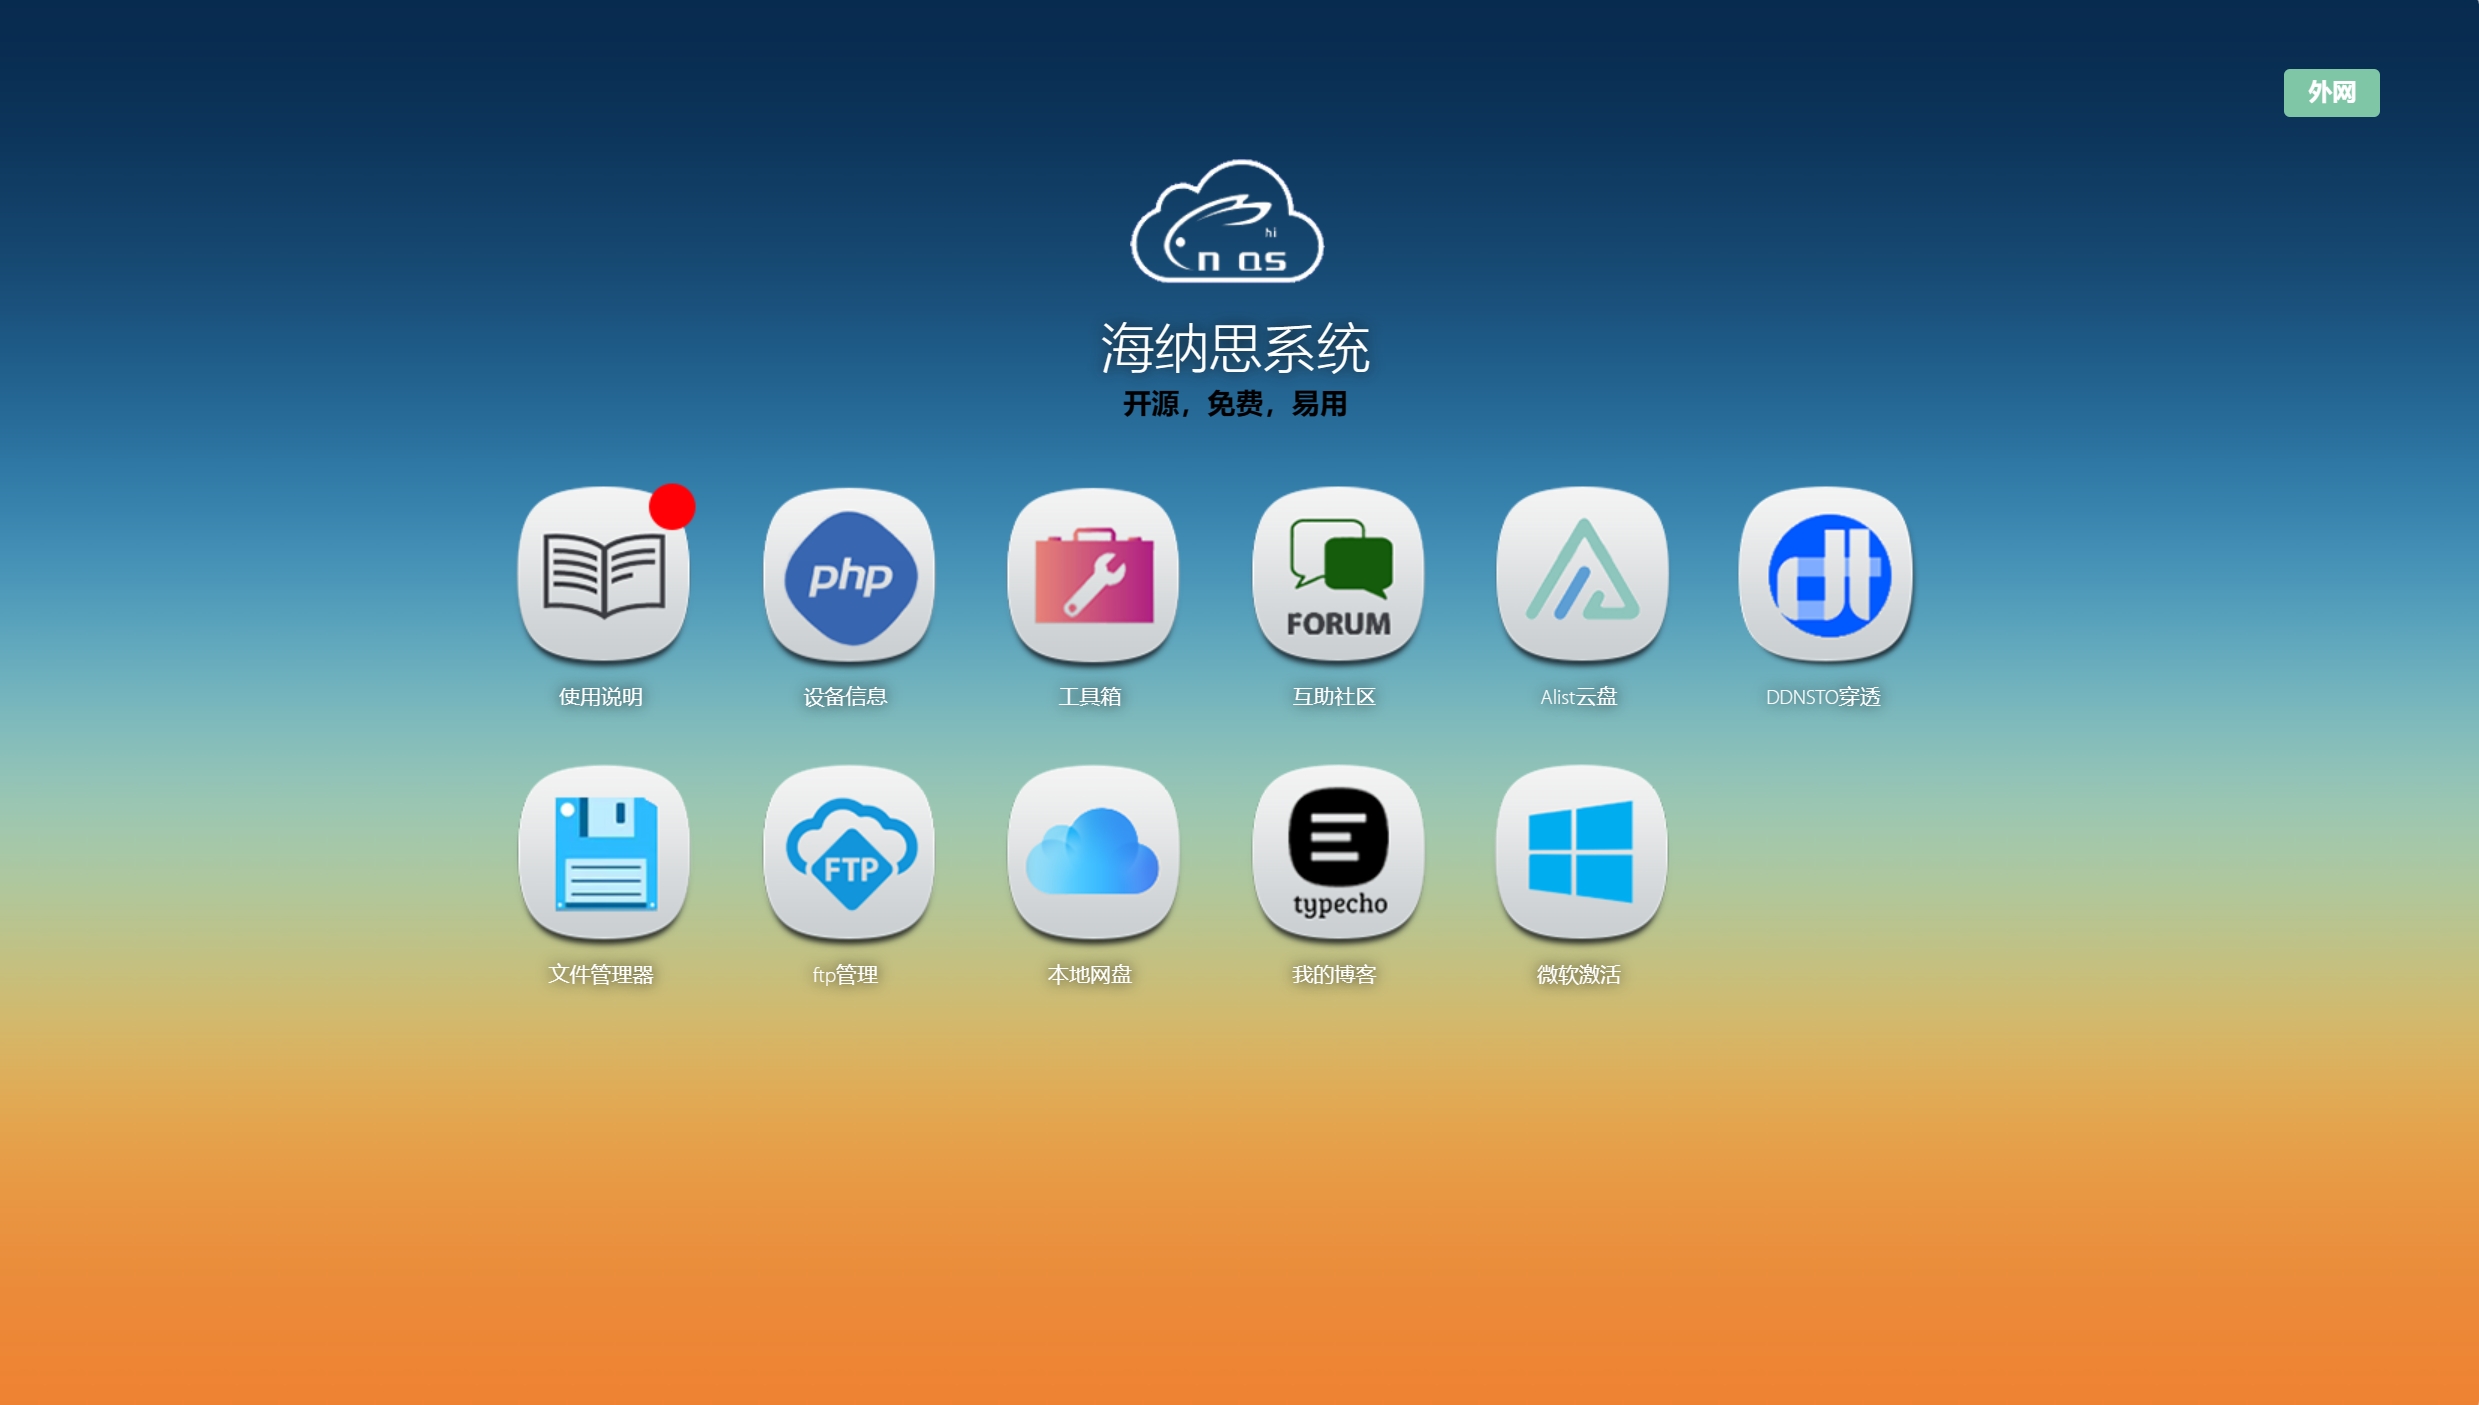 外网
hi
n as
海纳思系统
开源，免费，易用
php
FORUM
使用说明
设备信息
工具箱
互助社区
Alist云盘
DDNSTO穿透
FTP
typecho
文件管理器
ftp管理
本地网盘
我的博客
微软激活